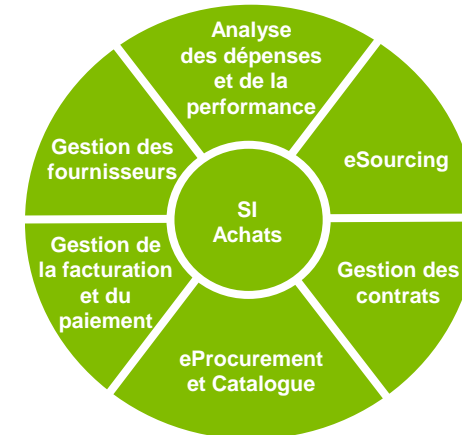 Analyse
des dépenses
et de la
performance
eSourcing
Gestion des
contrats
eProcurement
et Catalogue
Gestion de
la facturation
et du
paiement
Gestion des
fournisseurs
SI
Achats